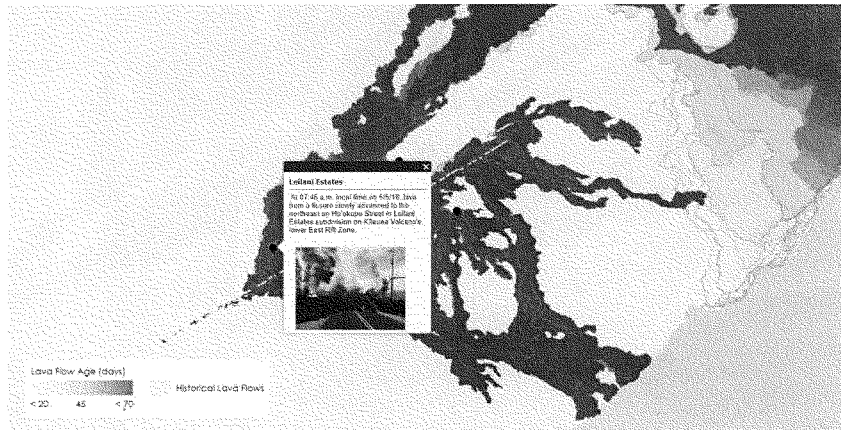 Leilani Estates
At 07:45 a.m. local time on 5/5/18, lava
from a fissure slowly advanced to the
northeast on Ho'okupu Street in Leilani
Estates subdivision on Kīlauea Volcano's
lower East Rift Zone.
Lava Flow Age (days)
Historical Lava Flows
< 20 45 < 70